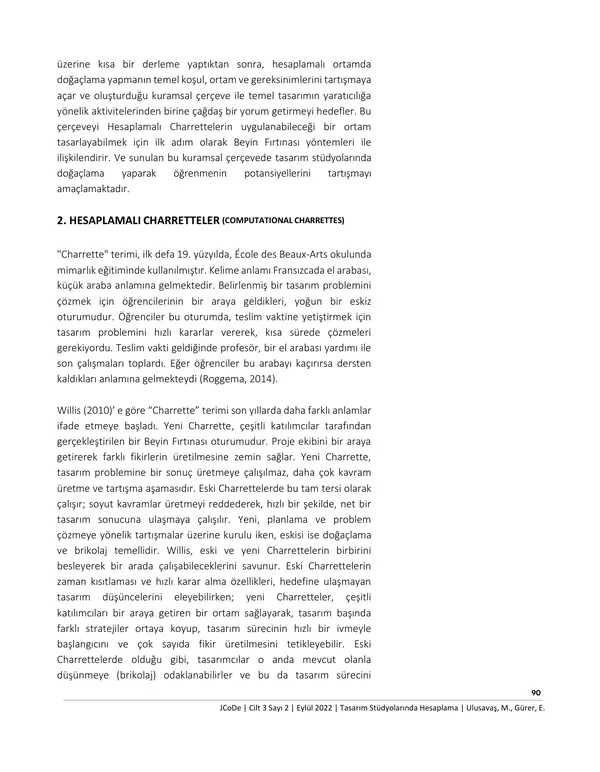 üzerine kısa bir derleme yaptıktan sonra, hesaplamalı ortamda
doğaçlama yapmanın temel koşul, ortam ve gereksinimlerini tartışmaya
açar ve oluşturduğu kuramsal çerçeve ile temel tasarımın yaratıcılığa
yönelik aktivitelerinden birine çağdaş bir yorum getirmeyi hedefler. Bu
çerçeveyi Hesaplamalı Charrettelerin uygulanabileceği bir ortam
tasarlayabilmek için ilk adım olarak Beyin Fırtınası yöntemleri ile
ilişkilendirir. Ve sunulan bu kuramsal çerçevede tasarım stüdyolarında
doğaçlama yaparak öğrenmenin potansiyellerini tartışmayı
amaçlamaktadır.
2. HESAPLAMALI CHARRETTELER (COMPUTATIONAL CHARRETTES)
"Charrette" terimi, ilk defa 19. yüzyılda, École des Beaux-Arts okulunda
mimarlık eğitiminde kullanılmıştır. Kelime anlamı Fransızcada el arabası,
küçük araba anlamına gelmektedir. Belirlenmiş bir tasarım problemini
çözmek için öğrencilerinin bir araya geldikleri, yoğun bir eskiz
oturumudur. Öğrenciler bu oturumda, teslim vaktine yetiştirmek için
tasarım problemini hızlı kararlar vererek, kısa sürede çözmeleri
gerekiyordu. Teslim vakti geldiğinde profesör, bir el arabası yardımı ile
son çalışmaları toplardı. Eğer öğrenciler bu arabayı kaçırırsa dersten
kaldıkları anlamına gelmekteydi (Roggema, 2014).
Willis (2010)’ e göre “Charrette” terimi son yıllarda daha farklı anlamlar
ifade etmeye başladı. Yeni Charrette, çeşitli katılımcılar tarafından
gerçekleştirilen bir Beyin Fırtınası oturumudur. Proje ekibini bir araya
getirerek farklı fikirlerin üretilmesine zemin sağlar. Yeni Charrette,
tasarım problemine bir sonuç üretmeye çalışılmaz, daha çok kavram
üretme ve tartışma aşamasıdır. Eski Charrettelerde bu tam tersi olarak
çalışır; soyut kavramlar üretmeyi reddederek, hızlı bir şekilde, net bir
tasarım sonucuna ulaşmaya çalışılır. Yeni, planlama ve problem
çözmeye yönelik tartışmalar üzerine kurulu iken, eskisi ise doğaçlama
ve brikolaj temellidir. Willis, eski ve yeni Charrettelerin birbirini
besleyerek bir arada çalışabileceklerini savunur. Eski Charrettelerin
zaman kısıtlaması ve hızlı karar alma özellikleri, hedefine ulaşmayan
tasarım düşüncelerini eleyebilirken; yeni Charretteler, çeşitli
katılımcıları bir araya getiren bir ortam sağlayarak, tasarım başında
farklı stratejiler ortaya koyup, tasarım sürecinin hızlı bir ivmeyle
başlangıcını ve çok sayıda fikir üretilmesini tetikleyebilir. Eski
Charrettelerde olduğu gibi, tasarımcılar o anda mevcut olanla
düşünmeye (brikolaj) odaklanabilirler ve bu da tasarım sürecini
90
JCoDe | Cilt 3 Sayı 2 | Eylül 2022 | Tasarım Stüdyolarında Hesaplama | Ulusavaş, M., Gürer, E.